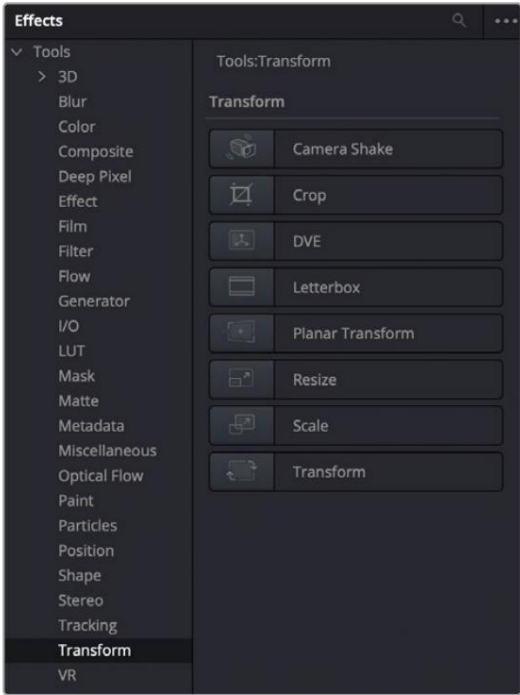 Effects
Tools
3D
Blur
Color
Composite
Deep Pixel
Effect
Film
Filter
Flow
Generator
I/O
LUT
Mask
Matte
Metadata
Miscellaneous
Optical Flow
Paint
Particles
Position
Shape
Stereo
Tracking
Transform
VR
Tools:Transform
Transform
Camera Shake
Crop
DVE
Letterbox
Planar Transform
Resize
Scale
Transform